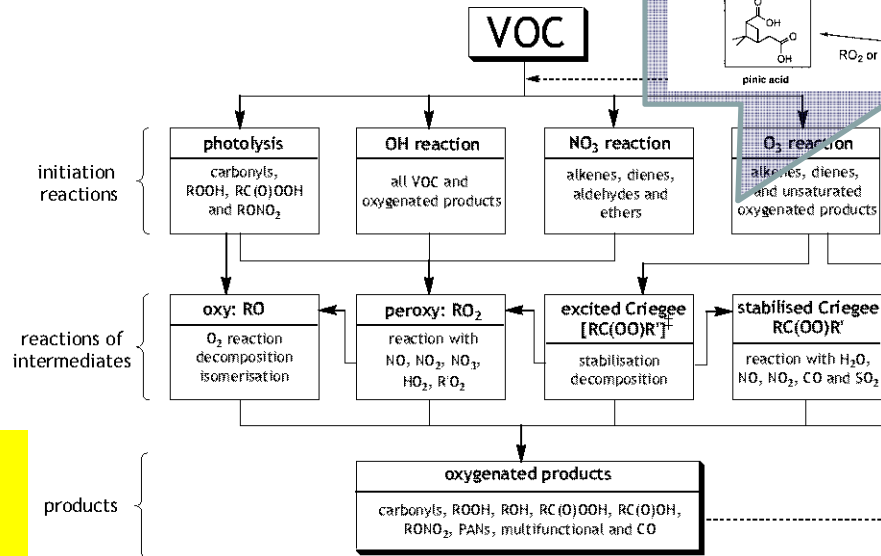 O
OH
O
OH
pinic acid
RO₂ or
VOC
initiation
reactions
photolysis
carbonyls,
ROOH, RC(O)OOH
and RONO₂
OH reaction
all VOC and
oxygenated products
NO₃ reaction
alkenes, dienes,
aldehydes and
ethers
O₃ reaction
alkenes, dienes,
and unsaturated
oxygenated products
reactions of
intermediates
oxy: RO
O₂ reaction
decomposition
isomerisation
peroxy: RO₂
reaction with
NO, NO₂, NO₃,
HO₂, R'O₂
excited Criegee
[RC(OO)R']‡
stabilisation
decomposition
stabilised Criegee
RC(OO)R'
reaction with H₂O,
NO, NO₂, CO and SO₂
products
oxygenated products
carbonyls, ROOH, ROH, RC(O)OOH, RC(O)OH,
RONO₂, PANs, multifunctional and CO